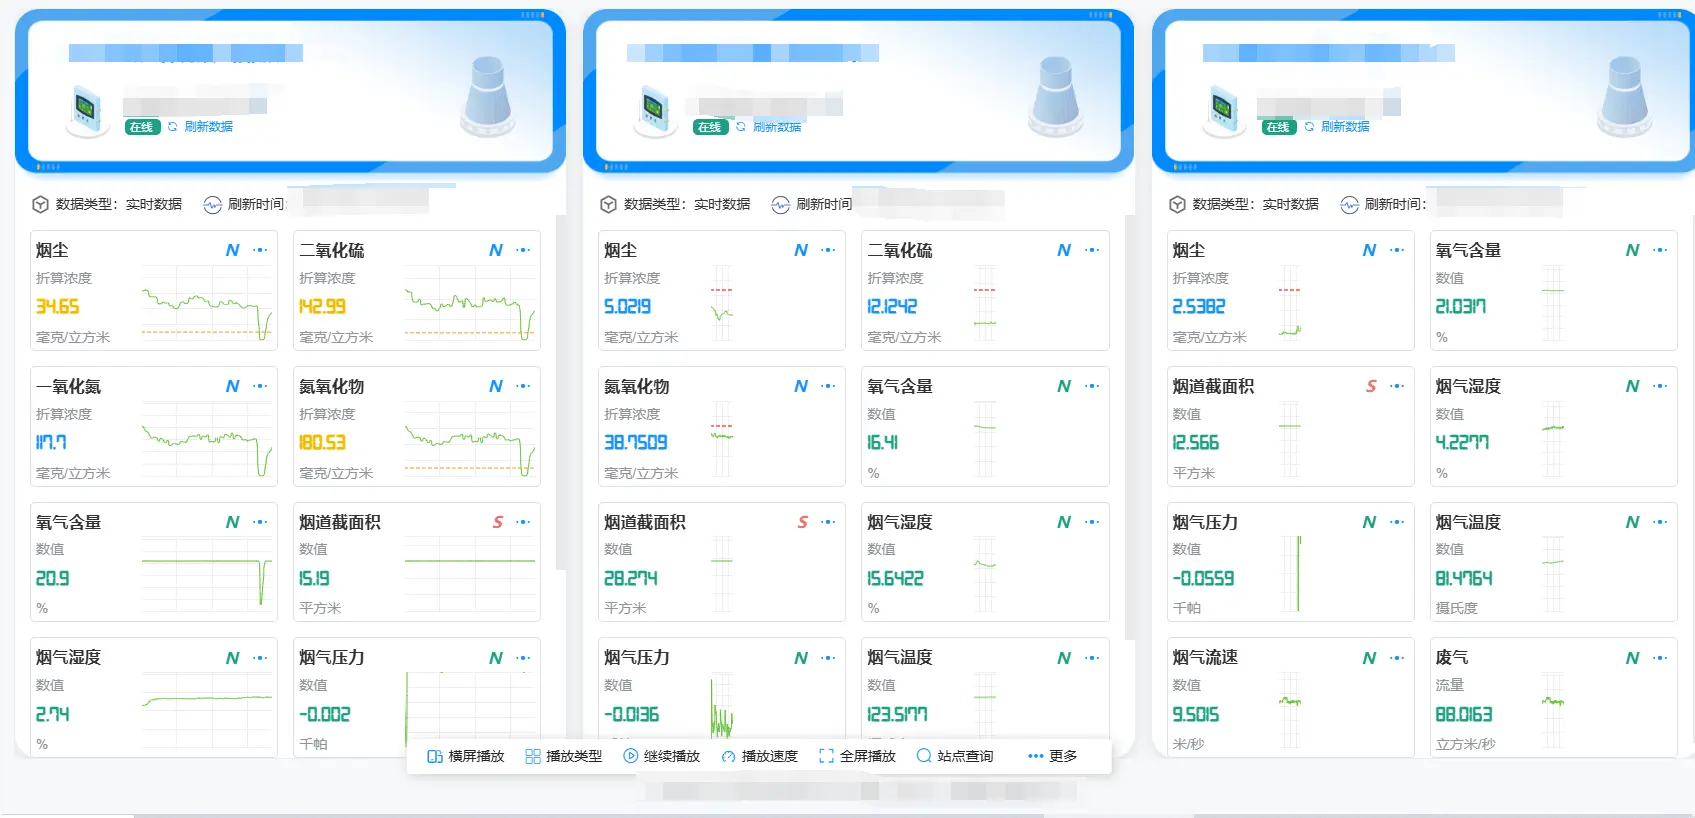 在线 刷新数据
数据类型：实时数据 刷新时间:
烟尘 N
折算浓度
34.65
毫克/立方米
二氧化硫 N
折算浓度
142.99
毫克/立方米
一氧化氮 N
折算浓度
117.7
毫克/立方米
氮氧化物 N
折算浓度
180.53
毫克/立方米
氧气含量 N
数值
20.9
%
烟道截面积 S
数值
15.19
平方米
烟气湿度 N
数值
2.74
%
烟气压力 N
数值
-0.002
千帕
在线 刷新数据
数据类型：实时数据 刷新时间
烟尘 N
折算浓度
5.0219
毫克/立方米
二氧化硫 N
折算浓度
12.1242
毫克/立方米
氮氧化物 N
折算浓度
38.7509
毫克/立方米
氧气含量 N
数值
16.41
%
烟道截面积 S
数值
28.274
平方米
烟气湿度 N
数值
15.6422
%
烟气压力 N
数值
-0.0136
烟气温度 N
数值
123.5177
在线 刷新数据
数据类型：实时数据 刷新时间：
烟尘 N
折算浓度
2.5382
毫克/立方米
氧气含量 N
数值
21.0317
%
烟道截面积 S
数值
12.566
平方米
烟气湿度 N
数值
4.2277
%
烟气压力 N
数值
-0.0559
千帕
烟气温度 N
数值
81.4764
摄氏度
烟气流速 N
数值
9.5015
米/秒
废气 N
流量
88.0163
立方米/秒
横屏播放 播放类型 继续播放 播放速度 全屏播放 站点查询 更多